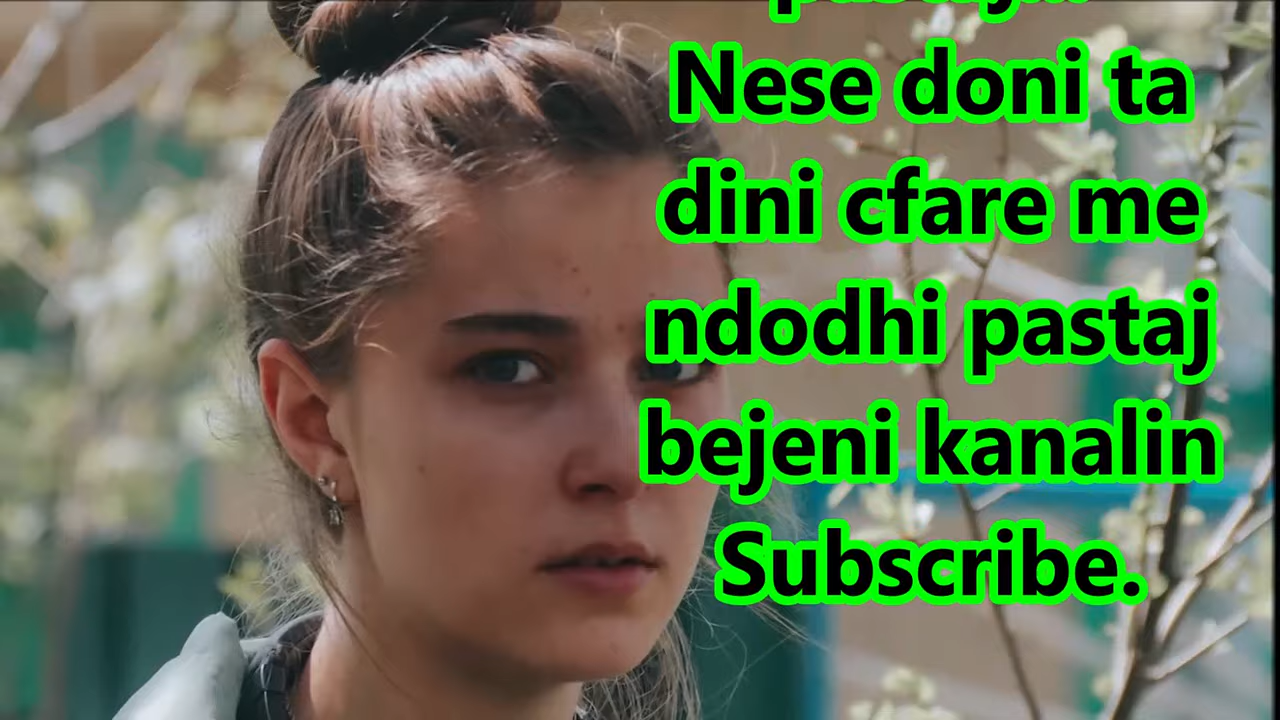 Nese doni ta
dini cfare me
ndodhi pastaj
bejeni kanalin
Subscribe.